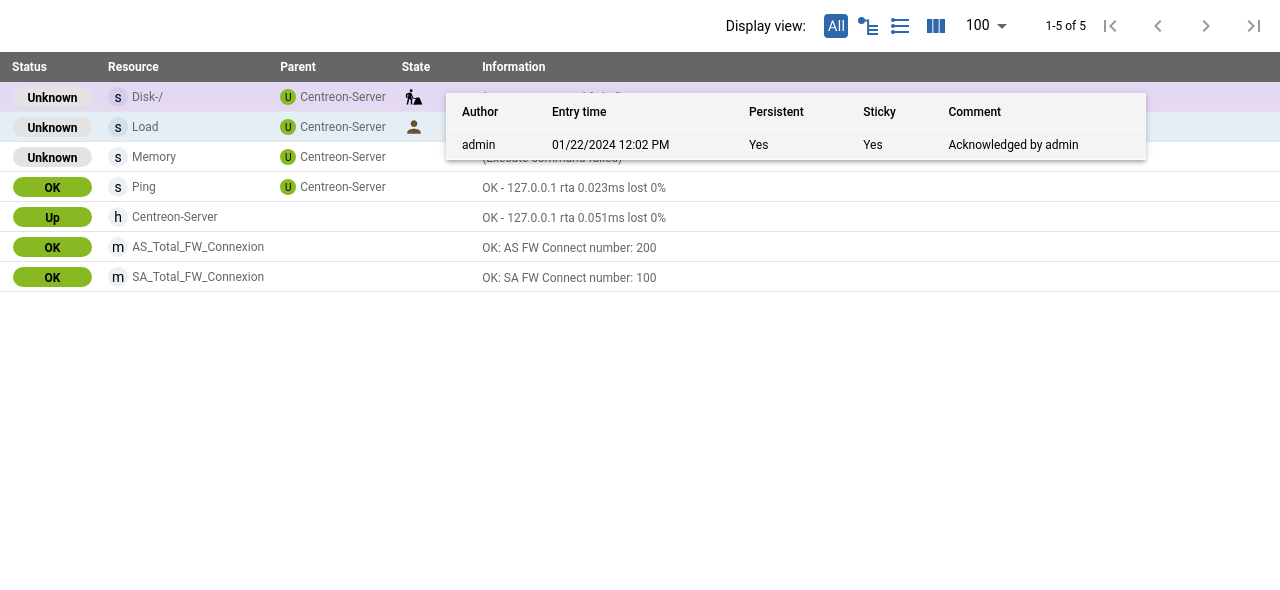 Display view: All 100 1-5 of 5
Status Resource Parent State Information
Unknown s Disk-/ U Centreon-Server
Author Entry time Persistent Sticky Comment
Unknown s Load U Centreon-Server
admin 01/22/2024 12:02 PM Yes Yes Acknowledged by admin
Unknown s Memory U Centreon-Server (Execute command failed)
OK s Ping U Centreon-Server OK - 127.0.0.1 rta 0.023ms lost 0%
Up h Centreon-Server OK - 127.0.0.1 rta 0.051ms lost 0%
OK m AS_Total_FW_Connexion OK: AS FW Connect number: 200
OK m SA_Total_FW_Connexion OK: SA FW Connect number: 100